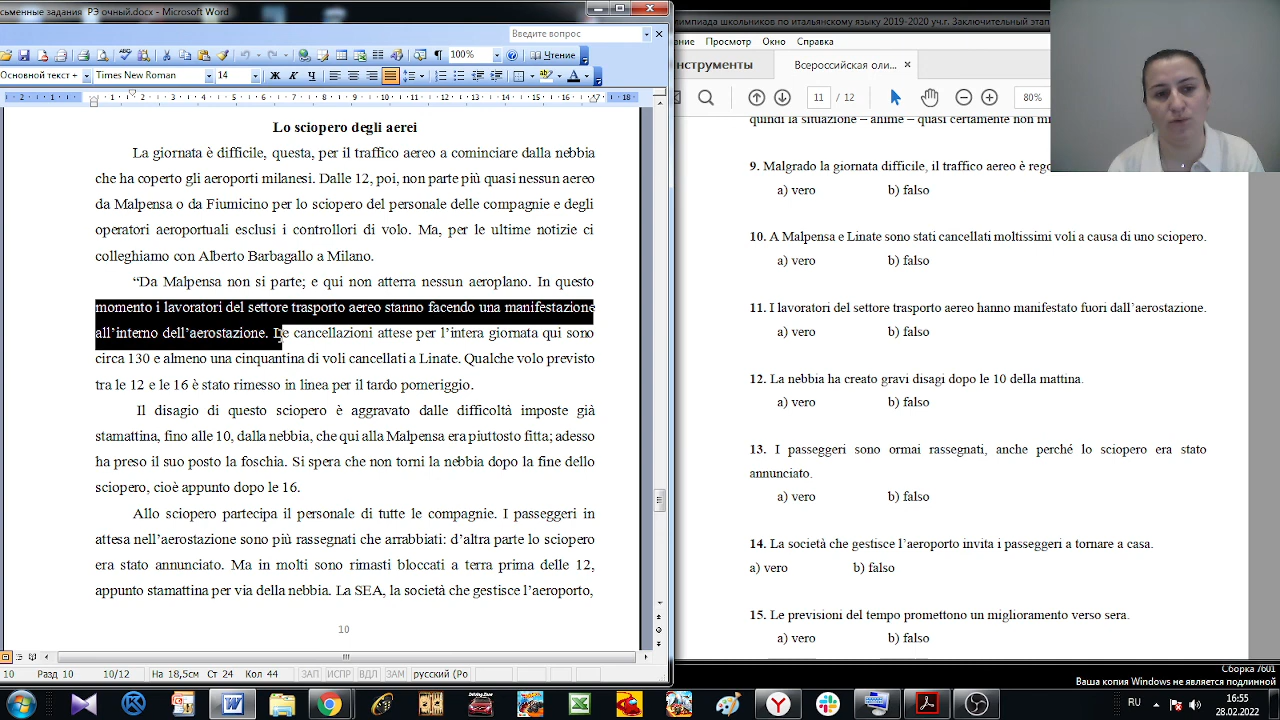 сьменные задания РЭ очный.docx - Microsoft Word
Введите вопрос
100%
Чтение
Основной текст +
Times New Roman
14
Ж К Ч
Lo sciopero degli aerei
La giornata è difficile, questa, per il traffico aereo a cominciare dalla nebbia
che ha coperto gli aeroporti milanesi. Dalle 12, poi, non parte più quasi nessun aereo
da Malpensa o da Fiumicino per lo sciopero del personale delle compagnie e degli
operatori aeroportuali esclusi i controllori di volo. Ma, per le ultime notizie ci
colleghiamo con Alberto Barbagallo a Milano.
“Da Malpensa non si parte; e qui non atterra nessun aeroplano. In questo
momento i lavoratori del settore trasporto aereo stanno facendo una manifestazione
all’interno dell’aerostazione. Le cancellazioni attese per l’intera giornata qui sono
circa 130 e almeno una cinquantina di voli cancellati a Linate. Qualche volo previsto
tra le 12 e le 16 è stato rimesso in linea per il tardo pomeriggio.
Il disagio di questo sciopero è aggravato dalle difficoltà imposte già
stamattina, fino alle 10, dalla nebbia, che qui alla Malpensa era piuttosto fitta; adesso
ha preso il suo posto la foschia. Si spera che non torni la nebbia dopo la fine dello
sciopero, cioè appunto dopo le 16.
Allo sciopero partecipa il personale di tutte le compagnie. I passeggeri in
attesa nell’aerostazione sono più rassegnati che arrabbiati: d’altra parte lo sciopero
era stato annunciato. Ma in molti sono rimasti bloccati a terra prima delle 12,
appunto stamattina per via della nebbia. La SEA, la società che gestisce l’aeroporto,
10
10 Разд 10 10/12 На 18,5см Ст 24 Кол 44 ЗАП ИСПР ВДЛ ЗАМ русский (Ро
лимпиада школьников по итальянскому языку 2019-2020 уч.г. Заключительный этап
ание Просмотр Окно Справка
нструменты
Всероссийская оли...
11 / 12
80%
quindi la situazione – ahimè – quasi certamente non mi
9. Malgrado la giornata difficile, il traffico aereo è rego
a) vero b) falso
10. A Malpensa e Linate sono stati cancellati moltissimi voli a causa di uno sciopero.
a) vero b) falso
11. I lavoratori del settore trasporto aereo hanno manifestato fuori dall’aerostazione.
a) vero b) falso
12. La nebbia ha creato gravi disagi dopo le 10 della mattina.
a) vero b) falso
13. I passeggeri sono ormai rassegnati, anche perché lo sciopero era stato
annunciato.
a) vero b) falso
14. La società che gestisce l’aeroporto invita i passeggeri a tornare a casa.
a) vero b) falso
15. Le previsioni del tempo promettono un miglioramento verso sera.
a) vero b) falso
Сборка 7601
Ваша копия Windows не является подлинной
RU
16:55
28.02.2022